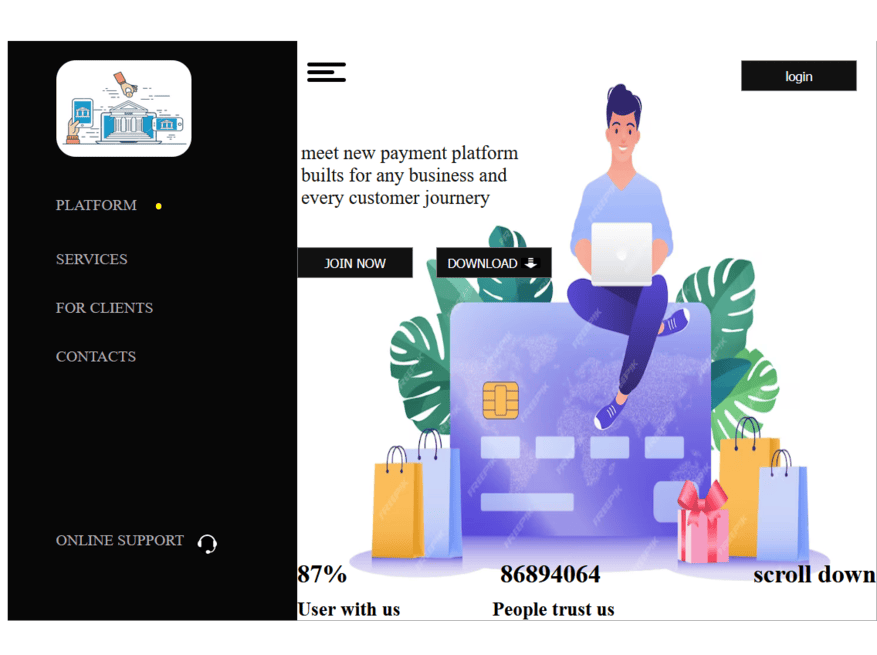 PLATFORM
SERVICES
FOR CLIENTS
CONTACTS
ONLINE SUPPORT
login
meet new payment platform
builts for any business and
every customer journery
JOIN NOW
DOWNLOAD
87%
User with us
86894064
People trust us
scroll down